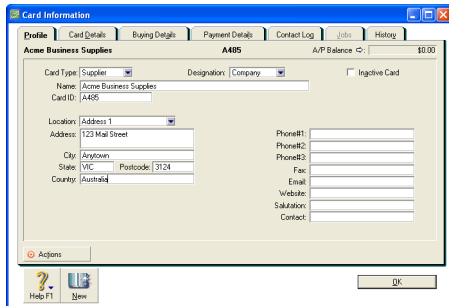 Card Information
Profile Card Details Buying Details Payment Details Contact Log Jobs History
Acme Business Supplies A485 A/P Balance $0.00
Card Type: Supplier Designation: Company Inactive Card
Name: Acme Business Supplies
Card ID: A485
Location: Address 1
Address: 123 Mail Street
Phone#1:
Phone#2:
City: Anytown
Phone#3:
State: VIC Postcode: 3124
Fax:
Country: Australia
Email:
Website:
Salutation:
Contact:
Actions
Help F1 New
OK